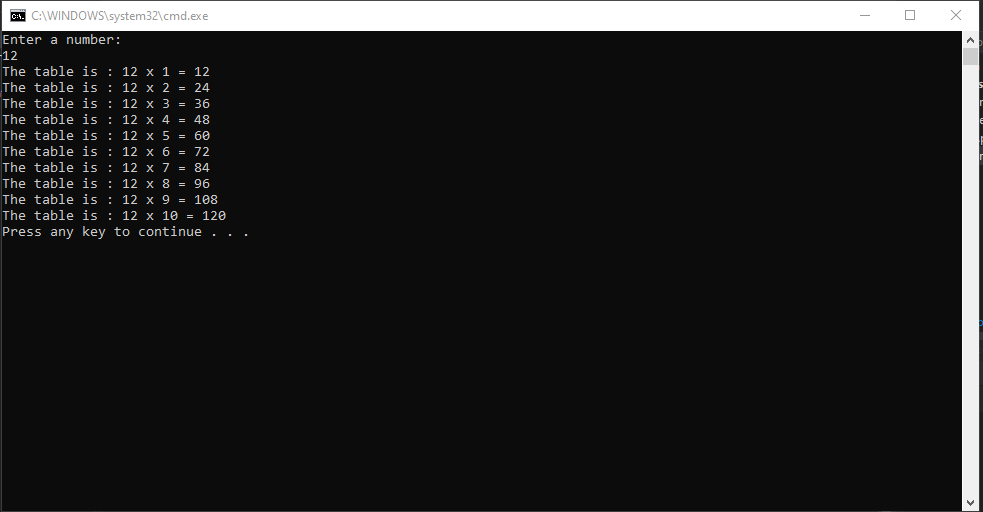 C:\WINDOWS\system32\cmd.exe
Enter a number:
12
The table is : 12 x 1 = 12
The table is : 12 x 2 = 24
The table is : 12 x 3 = 36
The table is : 12 x 4 = 48
The table is : 12 x 5 = 60
The table is : 12 x 6 = 72
The table is : 12 x 7 = 84
The table is : 12 x 8 = 96
The table is : 12 x 9 = 108
The table is : 12 x 10 = 120
Press any key to continue . . .